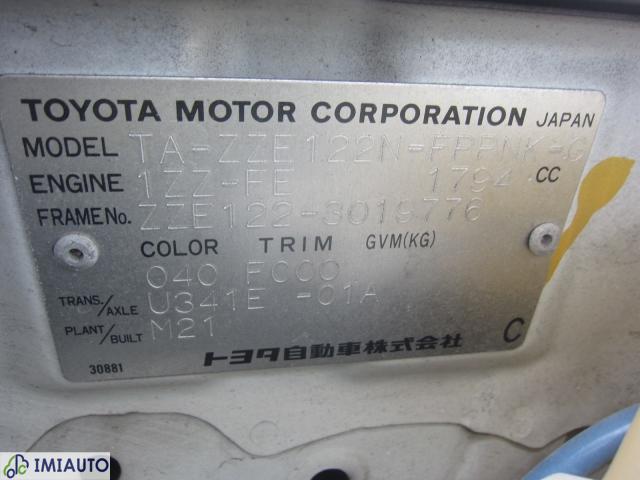 TOYOTA MOTOR CORPORATION JAPAN
MODEL TA-ZZE122N-FPPNK-G
ENGINE 1ZZ-FE 1794 CC
FRAME No. ZZE122-3019776
COLOR TRIM GVM(KG)
040 FC00
TRANS./AXLE U341E -01A
PLANT/BUILT M21
トヨタ自動車株式会社 C
30881
IMIAUTO